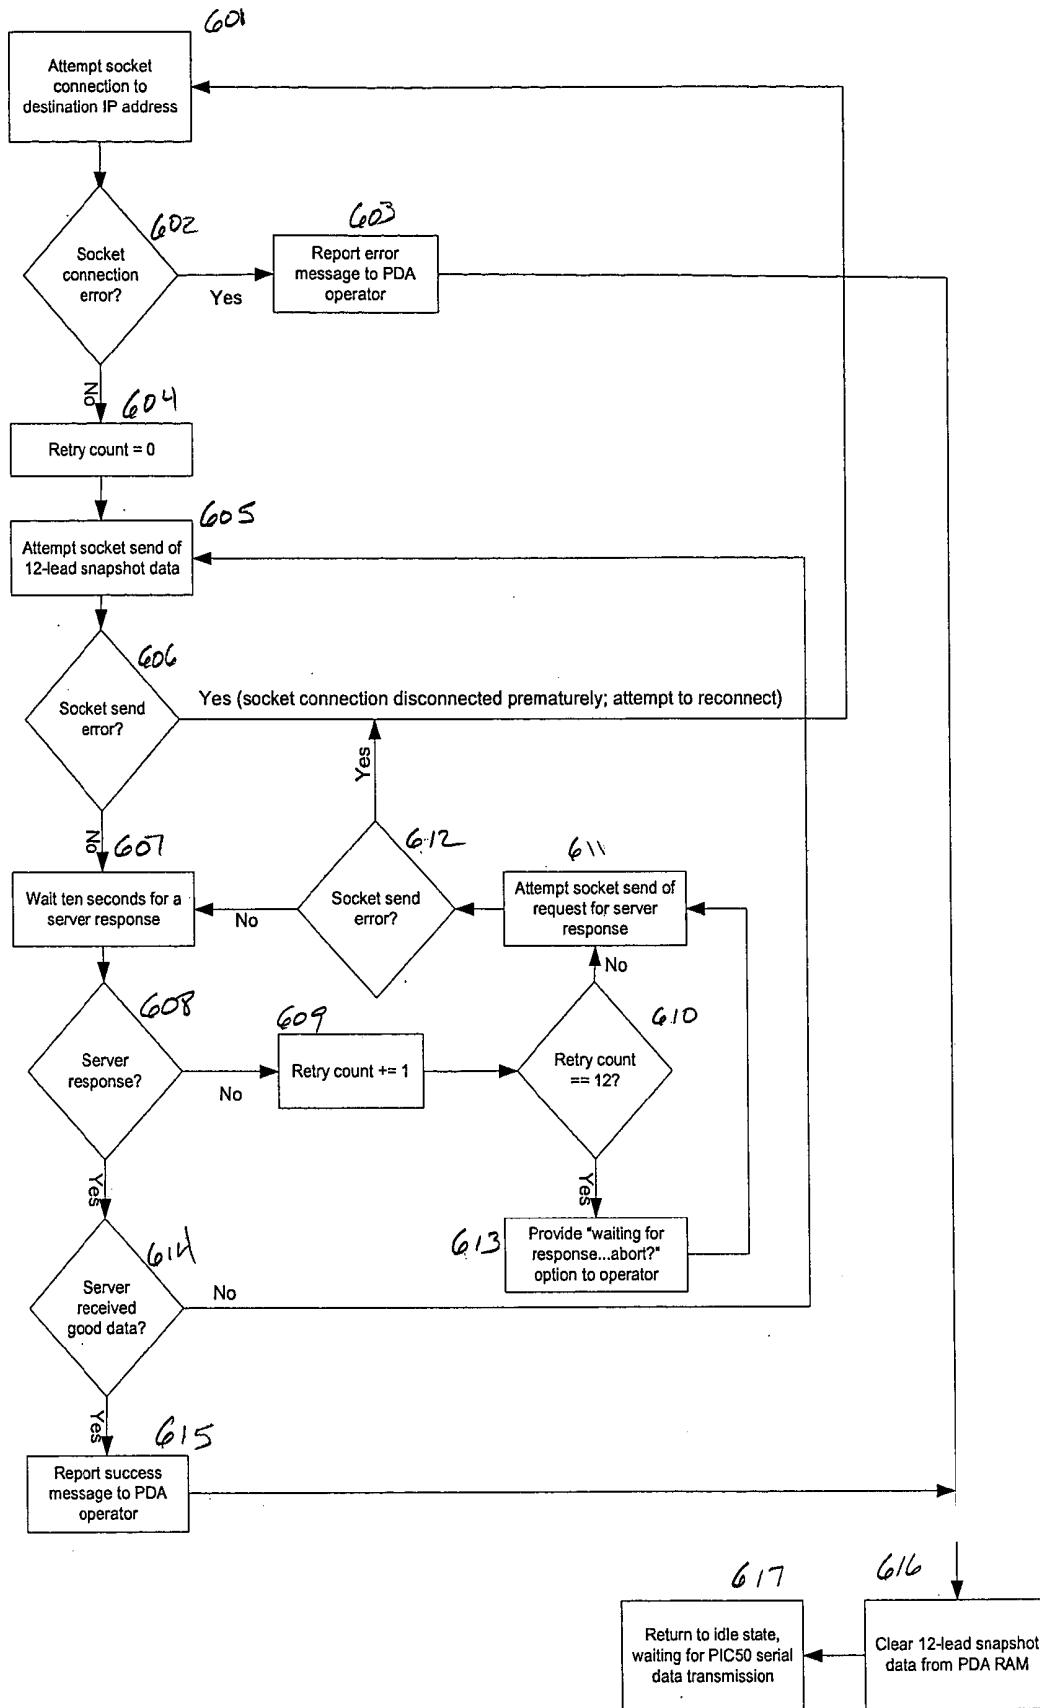 601
Attempt socket
connection to
destination IP address
602
Socket
connection
error?
Yes
603
Report error
message to PDA
operator
No
604
Retry count = 0
605
Attempt socket send of
12-lead snapshot data
606
Socket send
error?
Yes (socket connection disconnected prematurely; attempt to reconnect)
No
607
Wait ten seconds for a
server response
Yes
612
Socket send
error?
No
611
Attempt socket send of
request for server
response
No
608
Server
response?
No
609
Retry count += 1
610
Retry count
== 12?
Yes
613
Provide "waiting for
response...abort?"
option to operator
Yes
614
Server
received
good data?
No
Yes
615
Report success
message to PDA
operator
616
Clear 12-lead snapshot
data from PDA RAM
617
Return to idle state,
waiting for PIC50 serial
data transmission